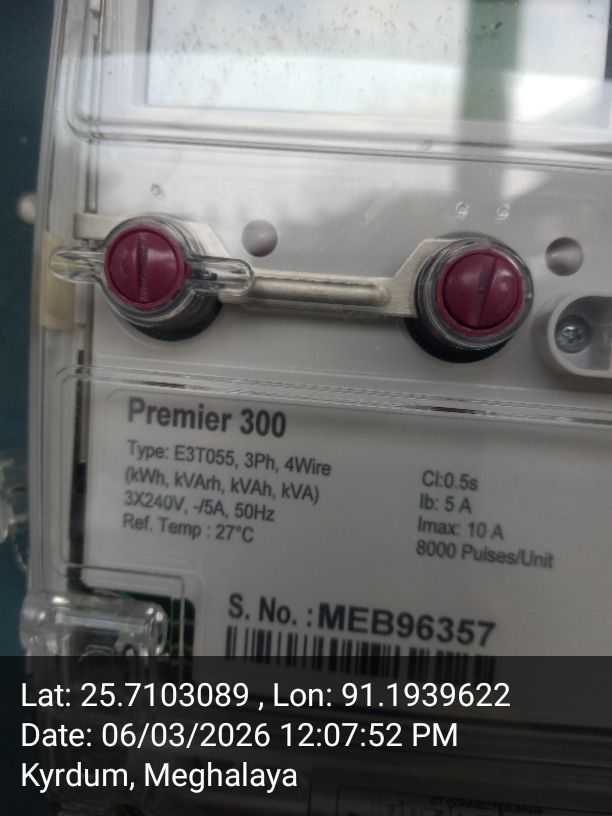 Premier 300
Type: E3T055, 3Ph, 4Wire
(kWh, kVArh, kVAh, kVA)
3X240V, -/5A, 50Hz
Ref. Temp : 27°C
Cl:0.5s
Ib: 5 A
Imax: 10 A
8000 Pulses/Unit
S. No. :MEB96357
Lat: 25.7103089 , Lon: 91.1939622
Date: 06/03/2026 12:07:52 PM
Kyrdum, Meghalaya